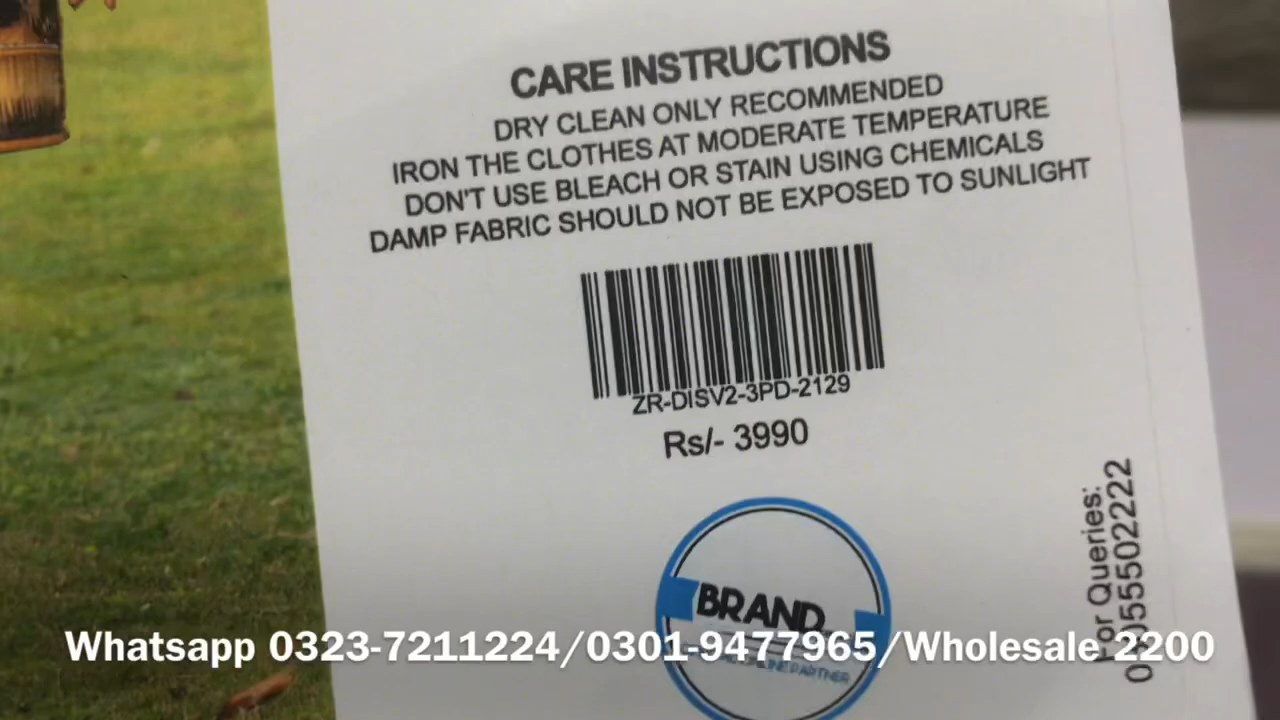 CARE INSTRUCTIONS
DRY CLEAN ONLY RECOMMENDED
IRON THE CLOTHES AT MODERATE TEMPERATURE
DON'T USE BLEACH OR STAIN USING CHEMICALS
DAMP FABRIC SHOULD NOT BE EXPOSED TO SUNLIGHT
ZR-DISV2-3PD-2129
Rs/- 3990
BRAND
PARTNER
For Queries:
Whatsapp 0323-7211224/0301-9477965/Wholesale 2200